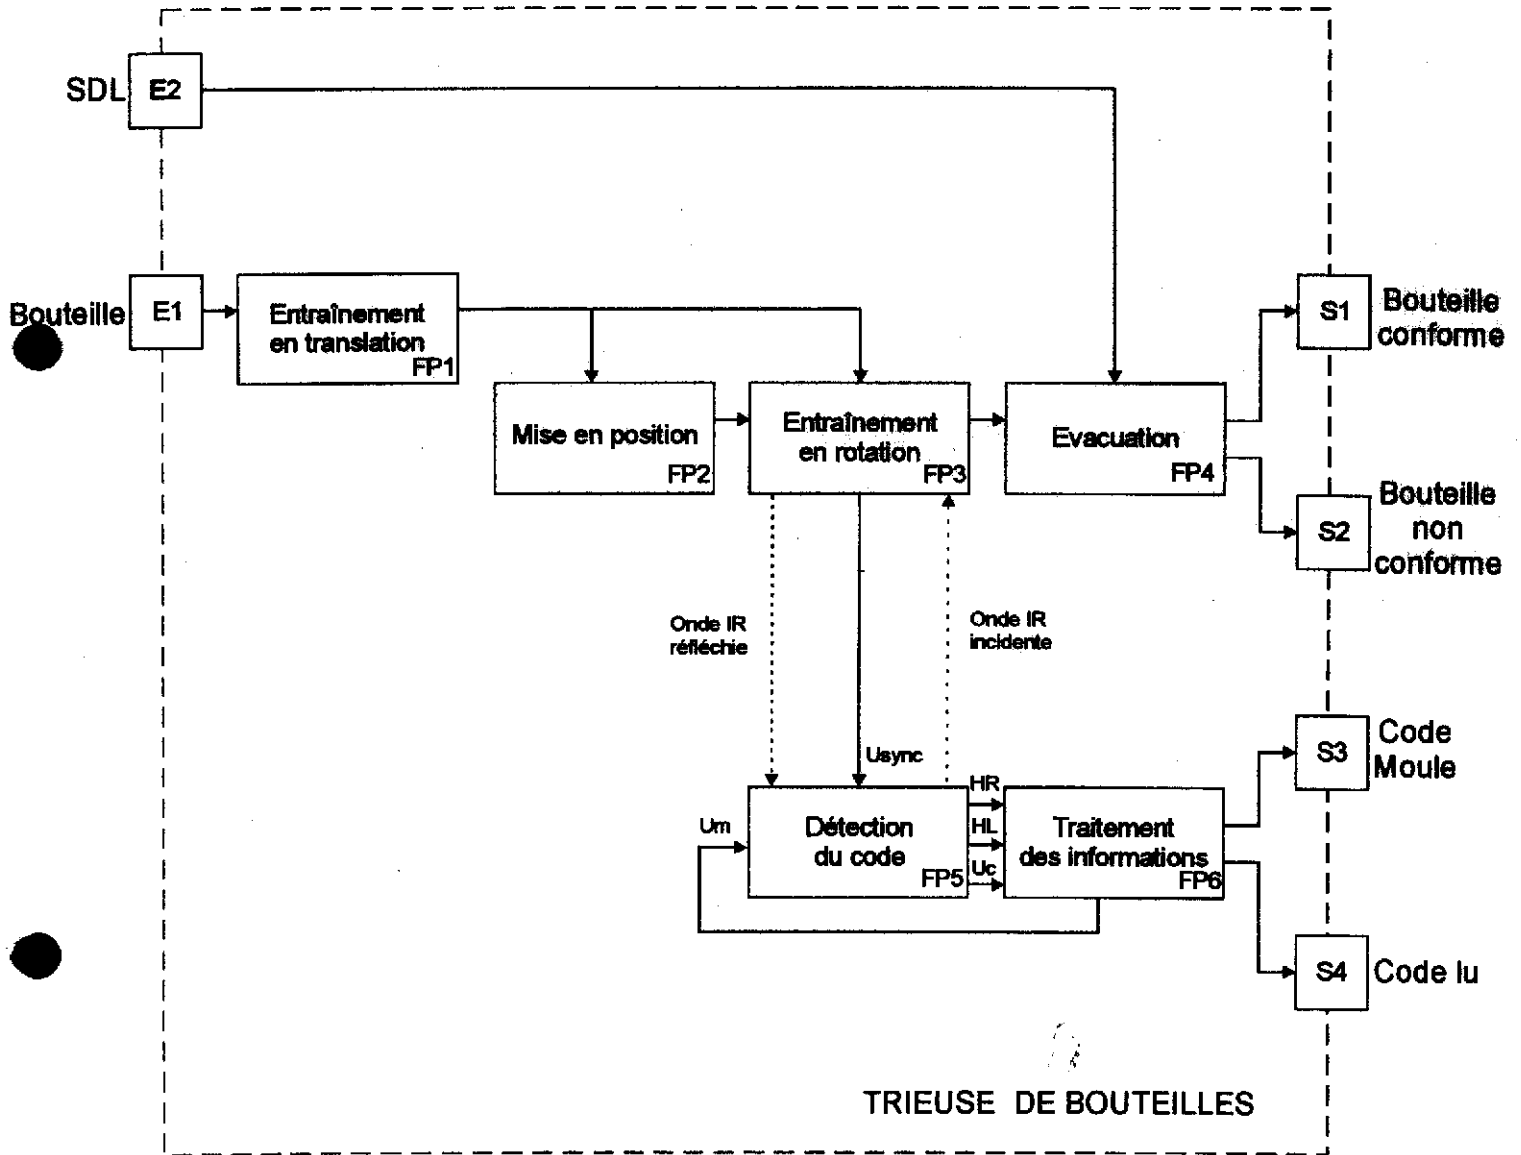 SDL
E2
Bouteille
E1
Entraînement
en translation
FP1
Mise en position
FP2
Entraînement
en rotation
FP3
Evacuation
FP4
S1
Bouteille
conforme
S2
Bouteille
non
conforme
Onde IR
réfléchie
Onde IR
incidente
Usync
Um
Détection
du code
FP5
HR
HL
Uc
Traitement
des informations
FP6
S3
Code
Moule
S4
Code lu
TRIEUSE DE BOUTEILLES